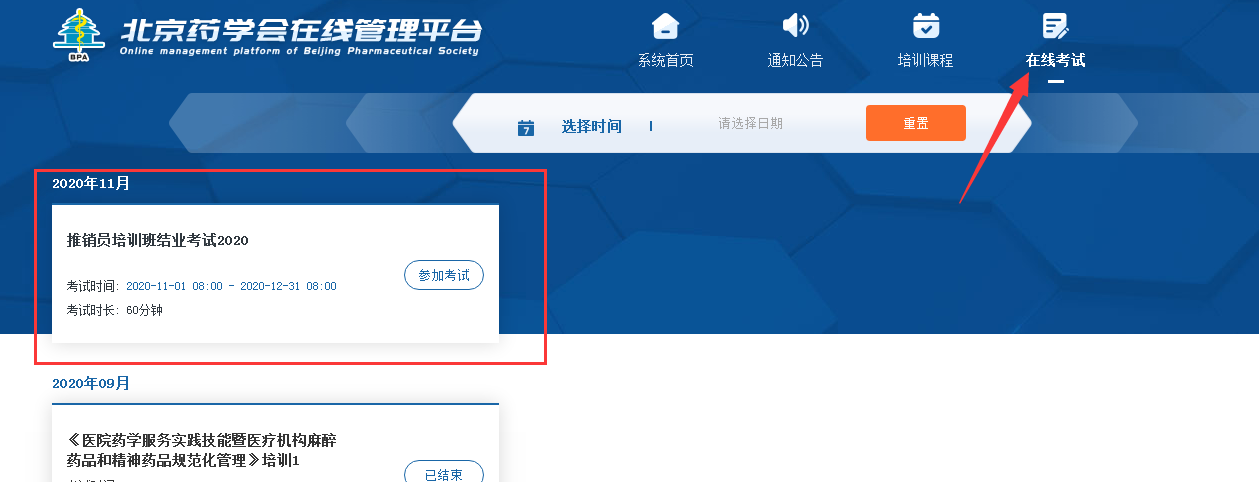 北京药学会在线管理平台
Online management platform of Beijing Pharmaceutical Society
BPA
系统首页
通知公告
培训课程
在线考试
7
选择时间
请选择日期
重置
2020年11月
推销员培训班结业考试2020
考试时间：2020-11-01 08:00 - 2020-12-31 08:00
参加考试
考试时长：60分钟
2020年09月
《医院药学服务实践技能暨医疗机构麻醉
药品和精神药品规范化管理》培训1
已结束